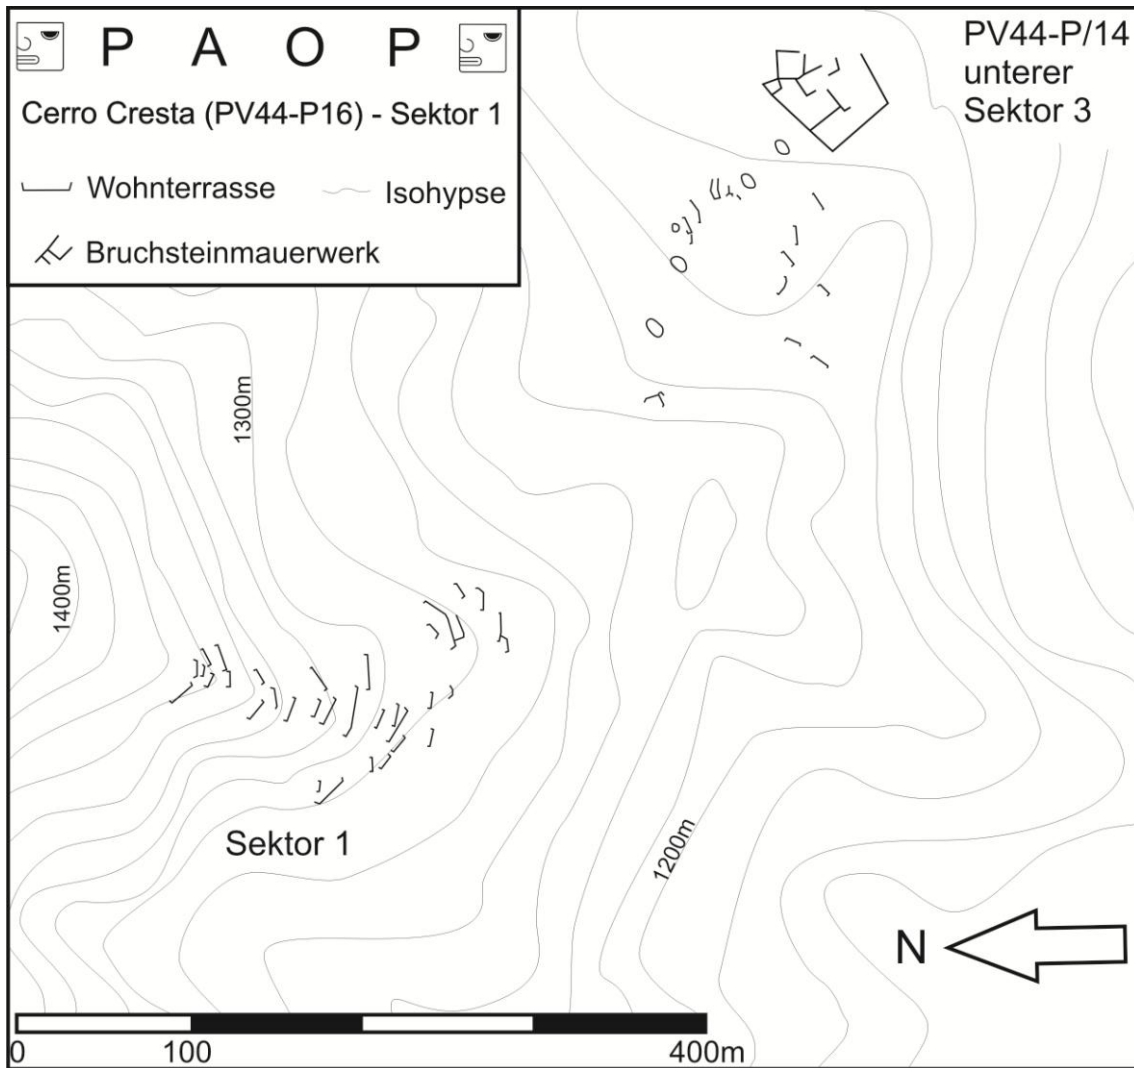 P A O P
Cerro Cresta (PV44-P16) - Sektor 1
Wohnterrasse
Isohypse
Bruchsteinmauerwerk
PV44-P/14
unterer
Sektor 3
1300m
1400m
Sektor 1
1200m
N
0 100 400m